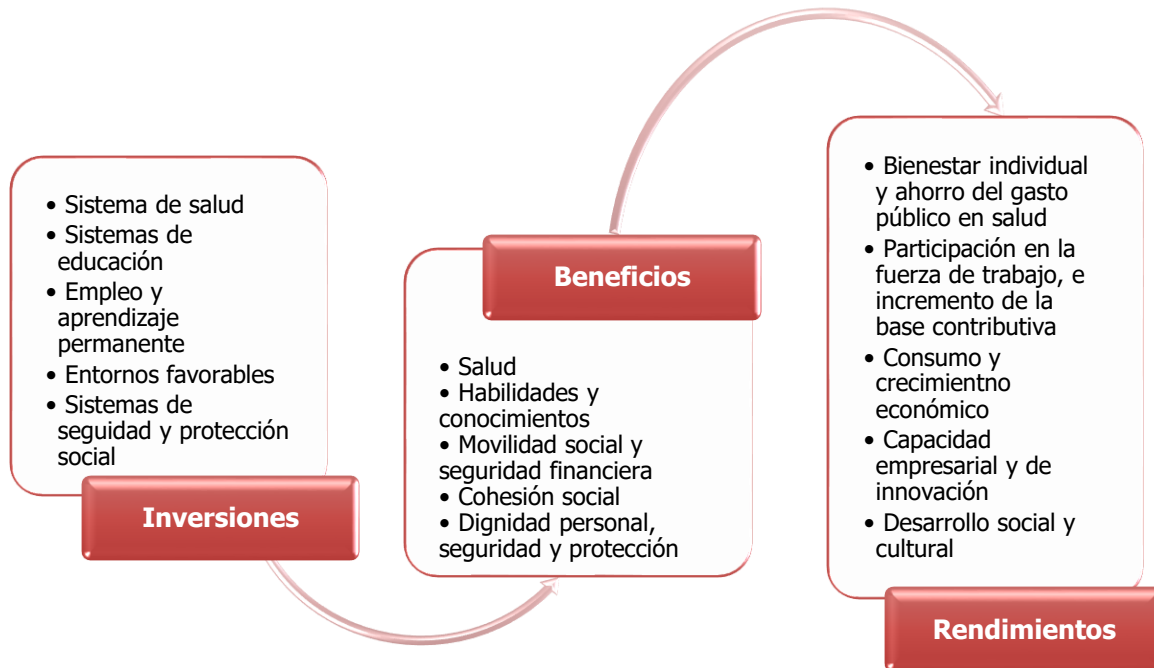 • Sistema de salud
• Sistemas de
educación
• Empleo y
aprendizaje
permanente
• Entornos favorables
• Sistemas de
seguidad y protección
social
Inversiones
Beneficios
• Salud
• Habilidades y
conocimientos
• Movilidad social y
seguridad financiera
• Cohesión social
• Dignidad personal,
seguridad y protección
• Bienestar individual
y ahorro del gasto
público en salud
• Participación en la
fuerza de trabajo, e
incremento de la
base contributiva
• Consumo y
crecimientno
económico
• Capacidad
empresarial y de
innovación
• Desarrollo social y
cultural
Rendimientos